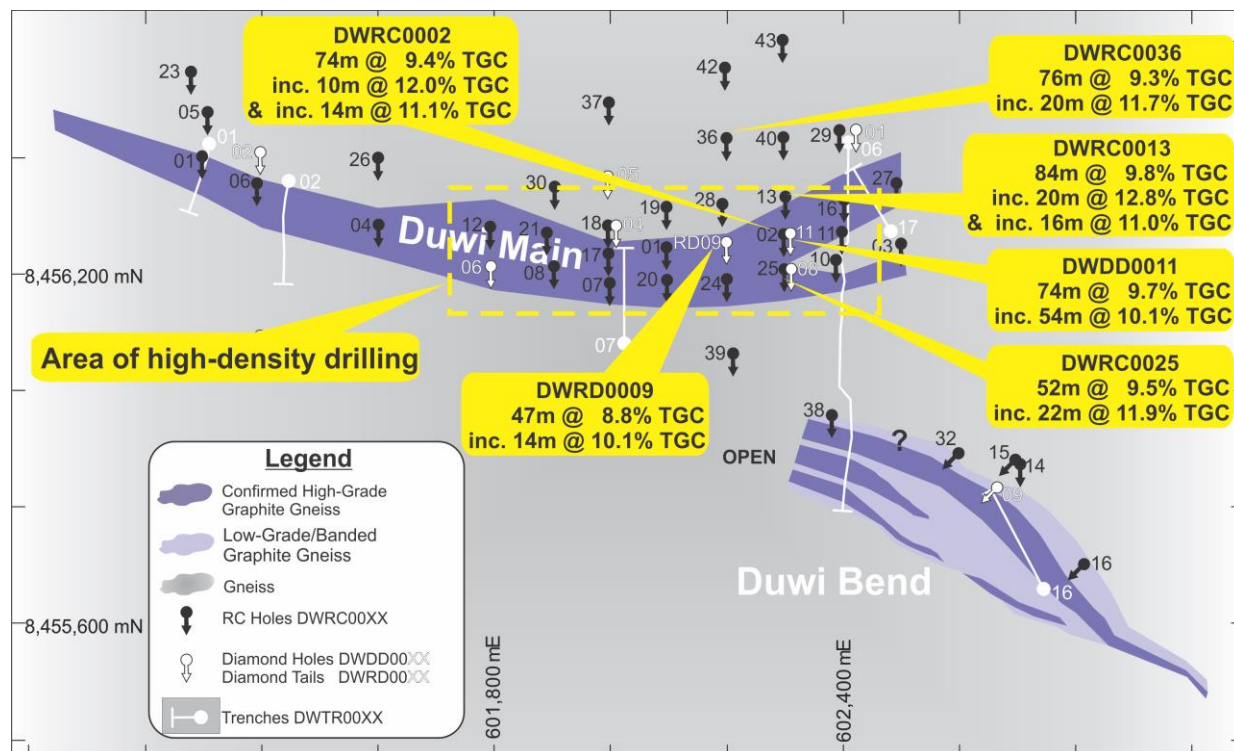 DWRC0002
74m @ 9.4% TGC
inc. 10m @ 12.0% TGC
& inc. 14m @ 11.1% TGC
DWRC0036
76m @ 9.3% TGC
inc. 20m @ 11.7% TGC
DWRC0013
84m @ 9.8% TGC
inc. 20m @ 12.8% TGC
& inc. 16m @ 11.0% TGC
DWDD0011
74m @ 9.7% TGC
inc. 54m @ 10.1% TGC
DWRC0025
52m @ 9.5% TGC
inc. 22m @ 11.9% TGC
DWRD0009
47m @ 8.8% TGC
inc. 14m @ 10.1% TGC
Area of high-density drilling
43
42
23
05
37
01
01
02
06
02
26
04
30
05
36
40
29
01
06
27
12
21
18
04
19
28
13
16
17
Duwi Main
17
01
RD09
02
11
11
03
06
08
07
20
24
25
08
10
07
39
8,456,200 mN
38
OPEN
?
32
15
14
09
16
16
Duwi Bend
8,455,600 mN
601,800 mE
602,400 mE
Legend
Confirmed High-Grade
Graphite Gneiss
Low-Grade/Banded
Graphite Gneiss
Gneiss
RC Holes DWRC00XX
Diamond Holes DWDD00XX
Diamond Tails DWRD00XX
Trenches DWTR00XX